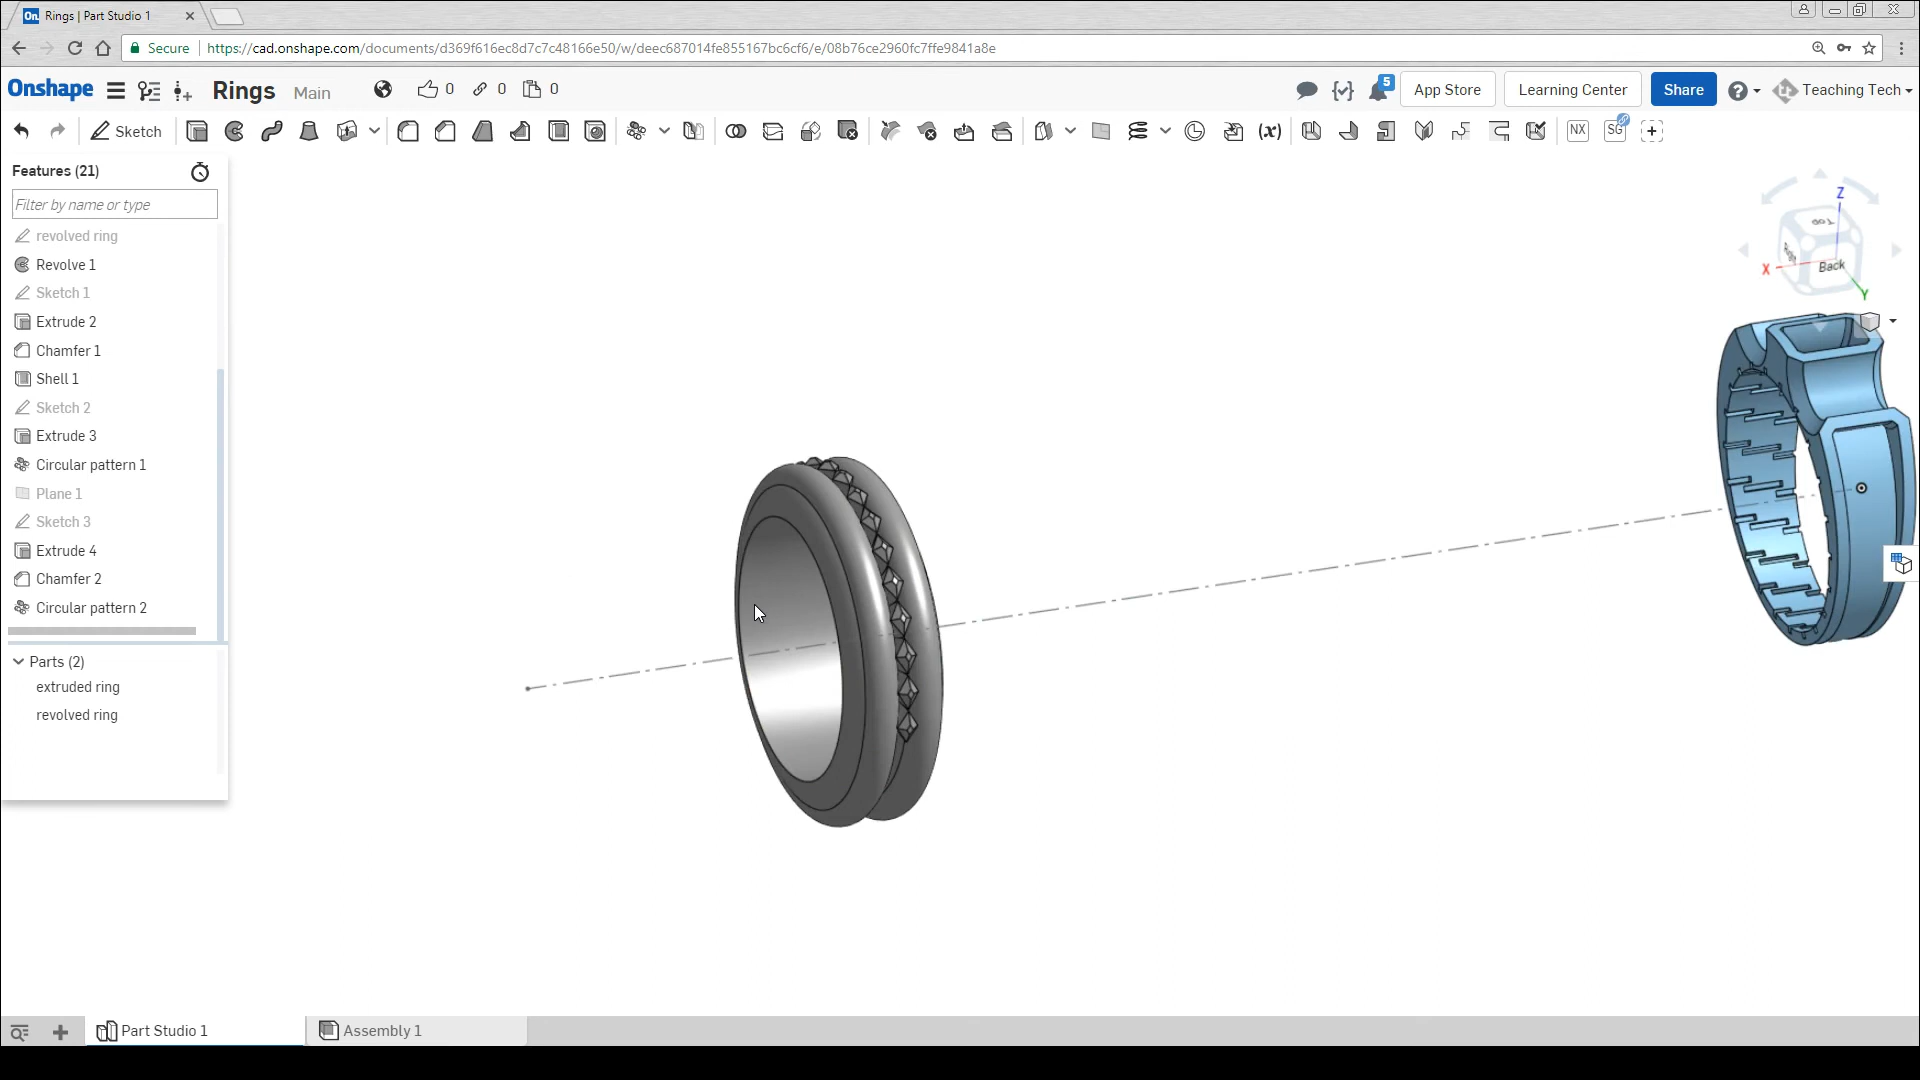 Rings | Part Studio 1
Secure
https://cad.onshape.com/documents/d369f616ec8d7c7c48166e50/w/deec687014fe855167bc6cf6/e/08b76ce2960fc7ffe9841a8e
Onshape
Rings
Main
0
0
0
5
App Store
Learning Center
Share
Teaching Tech
Sketch
(x)
NX
SG
Features (21)
Filter by name or type
revolved ring
Revolve 1
Sketch 1
Extrude 2
Chamfer 1
Shell 1
Sketch 2
Extrude 3
Circular pattern 1
Plane 1
Sketch 3
Extrude 4
Chamfer 2
Circular pattern 2
Parts (2)
extruded ring
revolved ring
Z
Top
Right
Back
X
Y
Part Studio 1
Assembly 1